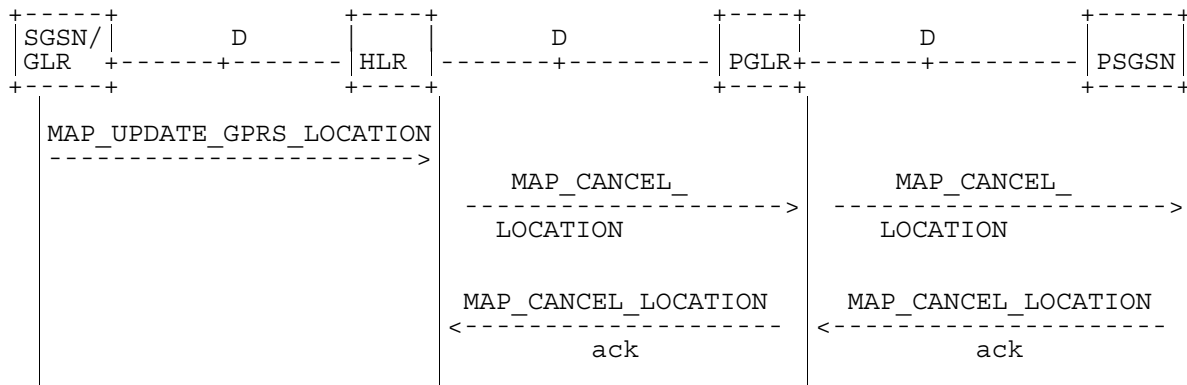 D D D
SGSN/
GLR HLR PGLR PSGSN
MAP_UPDATE_GPRS_LOCATION
MAP_CANCEL_ MAP_CANCEL_
LOCATION LOCATION
MAP_CANCEL_LOCATION MAP_CANCEL_LOCATION
ack ack